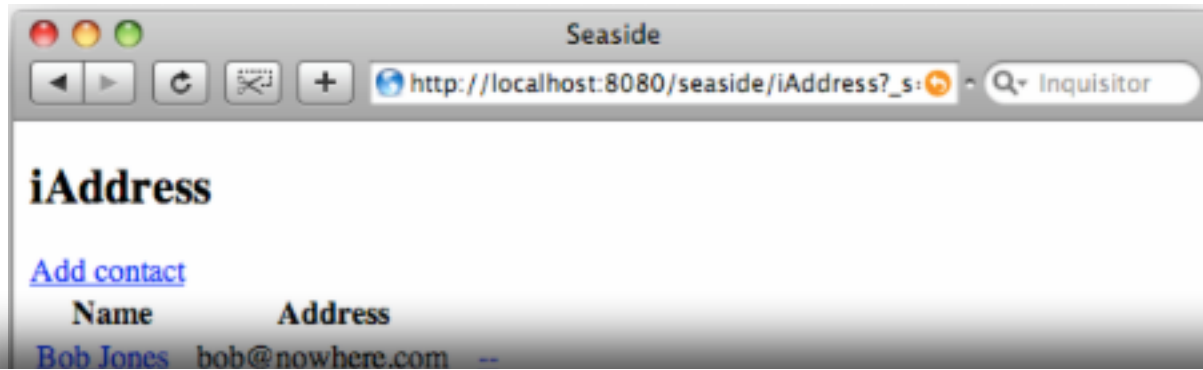 Seaside
http://localhost:8080/seaside/iAddress?_s: Inquisitor
iAddress
Add contact
Name Address
Bob Jones bob@nowhere.com --